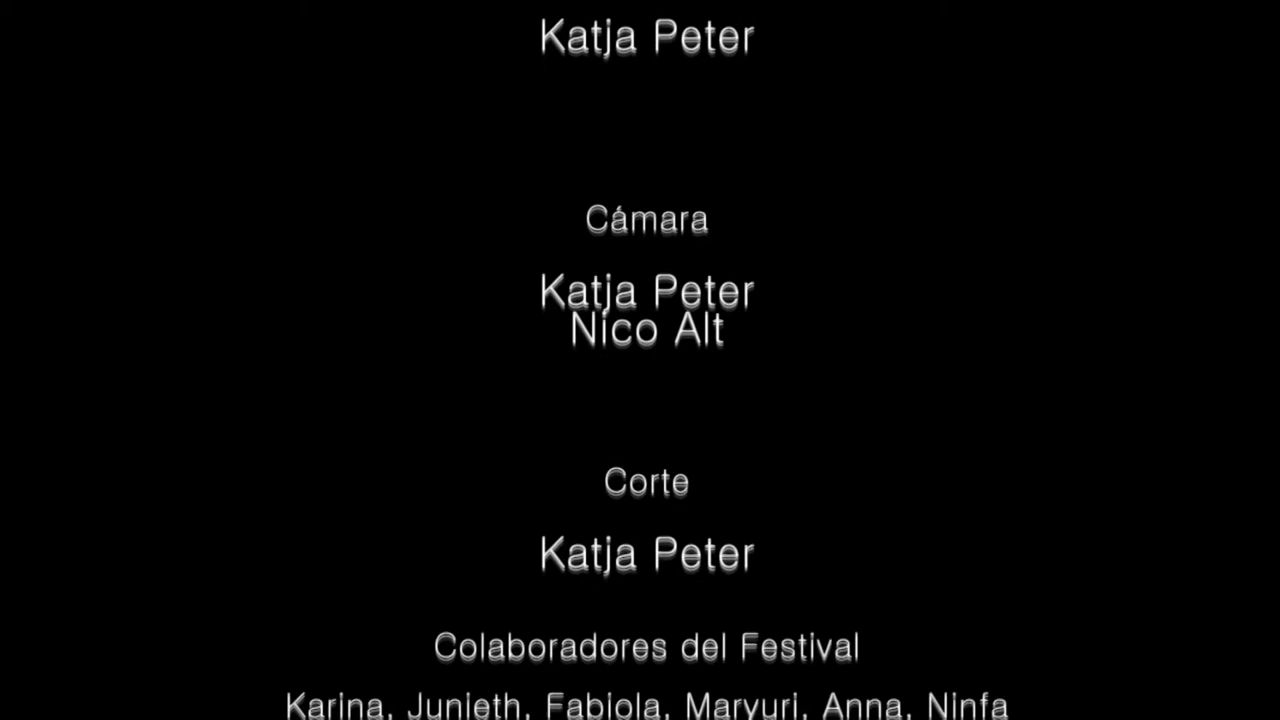 Katja Peter
Cámara
Katja Peter
Nico Alt
Corte
Katja Peter
Colaboradores del Festival
Karina, Junieth, Fabiola, Maryuri, Anna, Ninfa